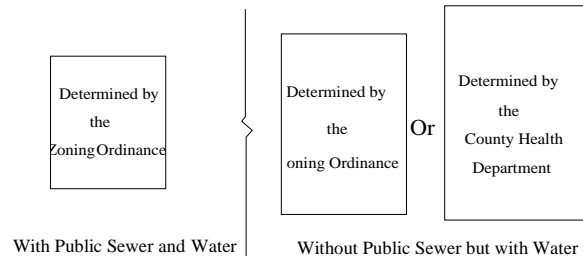 Determined by
the
Zoning Ordinance
With Public Sewer and Water
Determined by
the
oning Ordinance
Or
Determined by
the
County Health
Department
Without Public Sewer but with Water